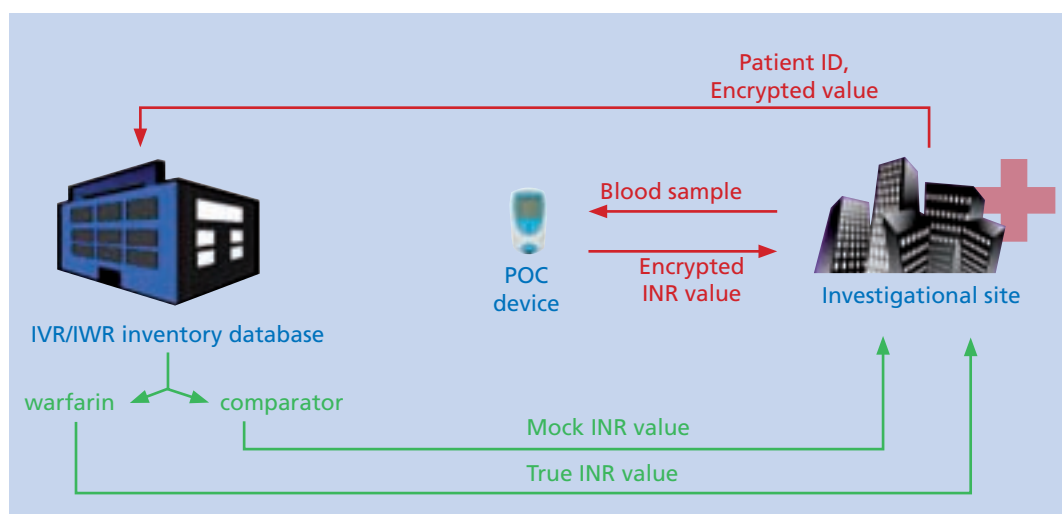 Patient ID,
Encrypted value
Blood sample
Encrypted
INR value
POC
device
Investigational site
IVR/IWR inventory database
warfarin
comparator
Mock INR value
True INR value